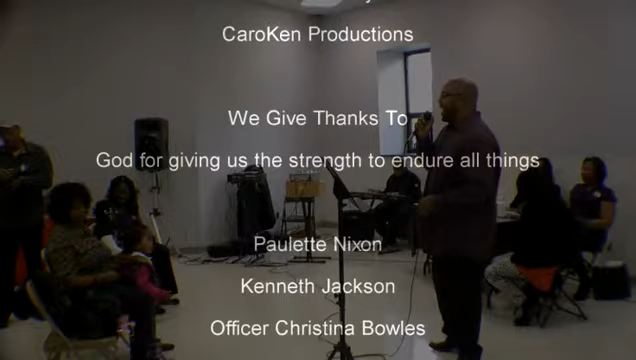 CaroKen Productions
We Give Thanks To
God for giving us the strength to endure all things
Paulette Nixon
Kenneth Jackson
Officer Christina Bowles